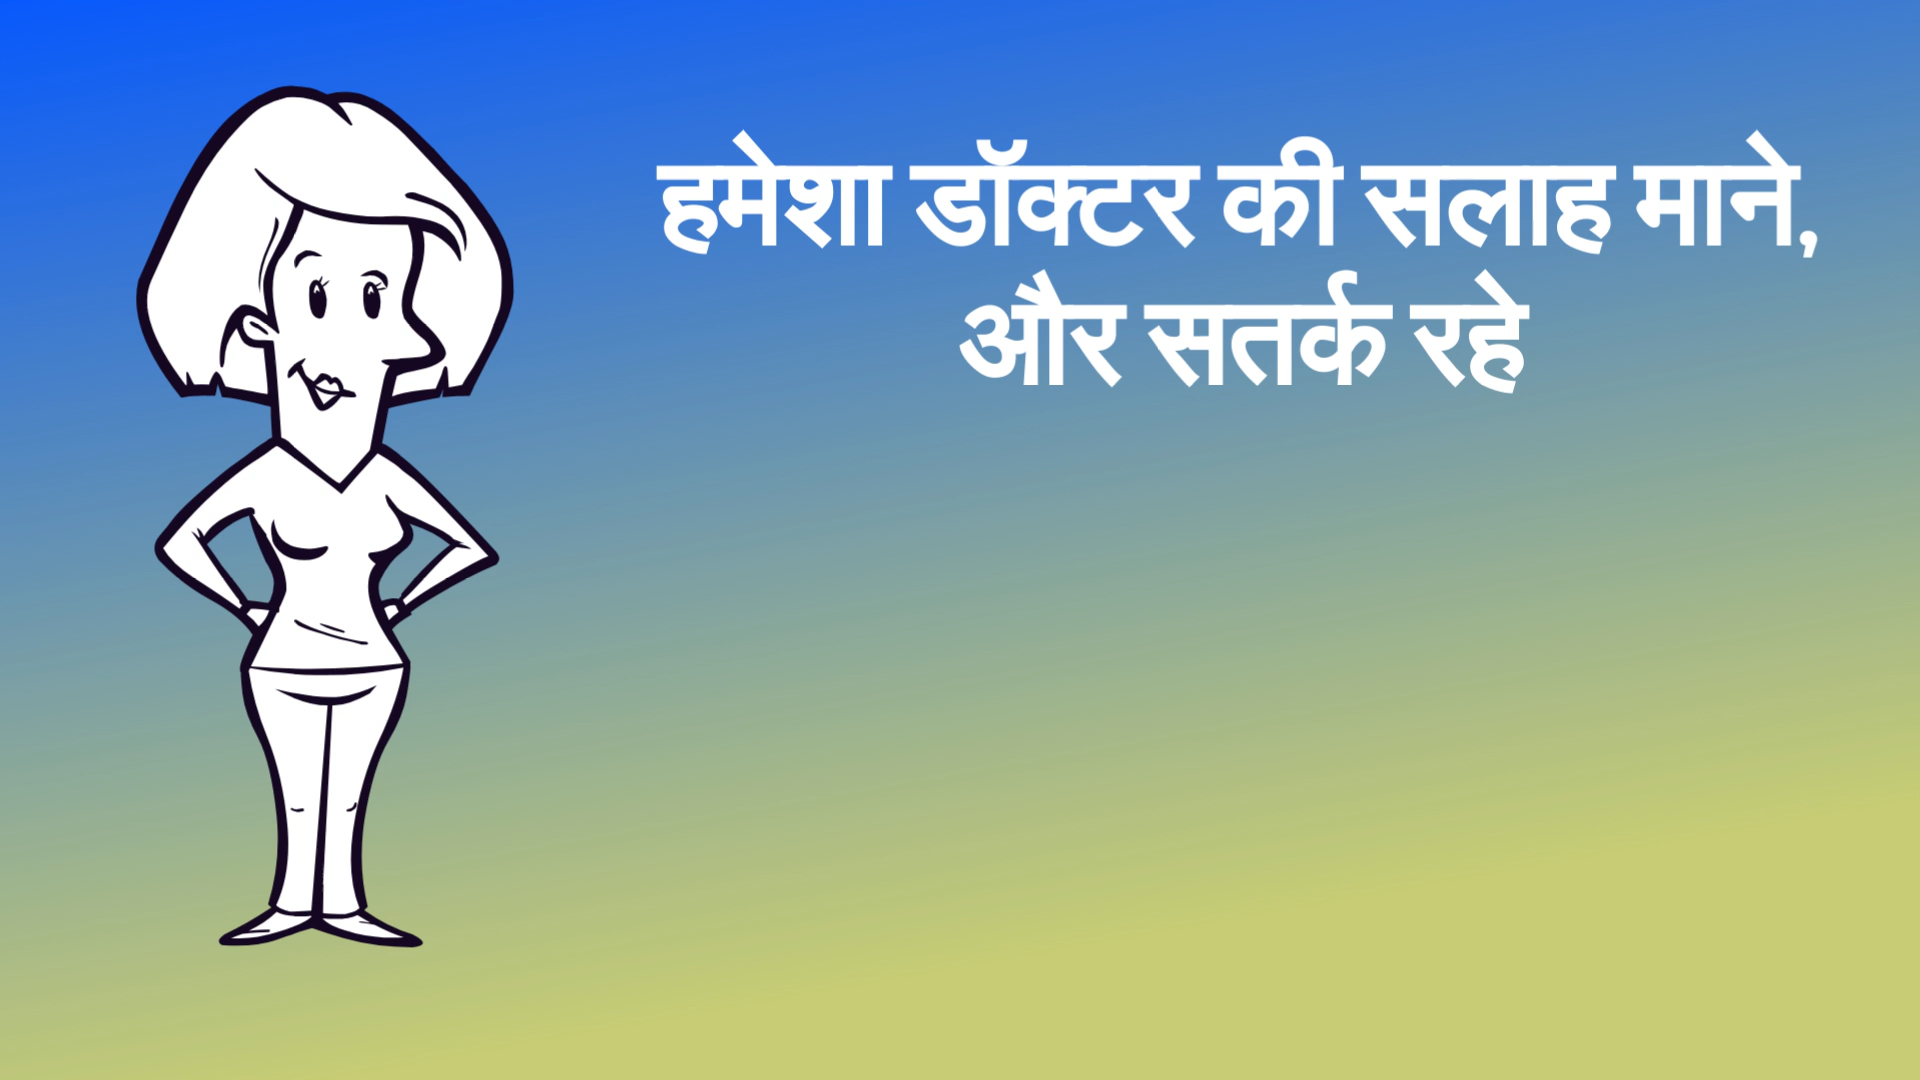 हमेशा डॉक्टर की सलाह माने,
और सतर्क रहे